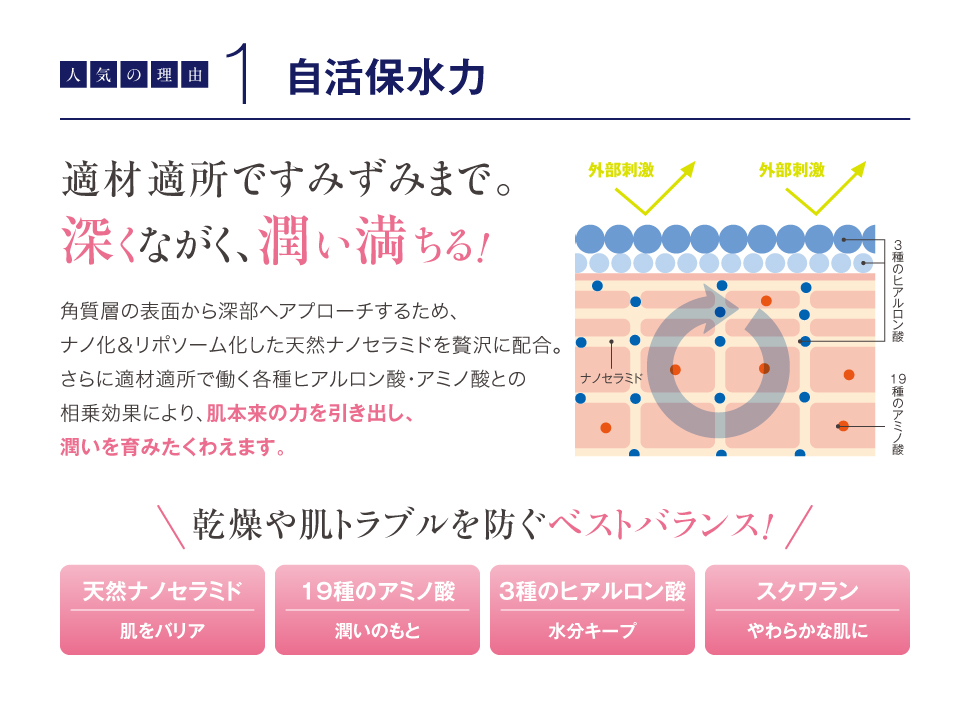 人気の理由 1 自活保水力
適材適所ですみずみまで。
深くながく、潤い満ちる!
角質層の表面から深部へアプローチするため、
ナノ化&リポソーム化した天然ナノセラミドを贅沢に配合。
さらに適材適所で働く各種ヒアルロン酸・アミノ酸との
相乗効果により、肌本来の力を引き出し、
潤いを育みたくわえます。
外部刺激
外部刺激
3種のヒアルロン酸
ナノセラミド
19種のアミノ酸
乾燥や肌トラブルを防ぐベストバランス!
天然ナノセラミド
肌をバリア
19種のアミノ酸
潤いのもと
3種のヒアルロン酸
水分キープ
スクワラン
やわらかな肌に